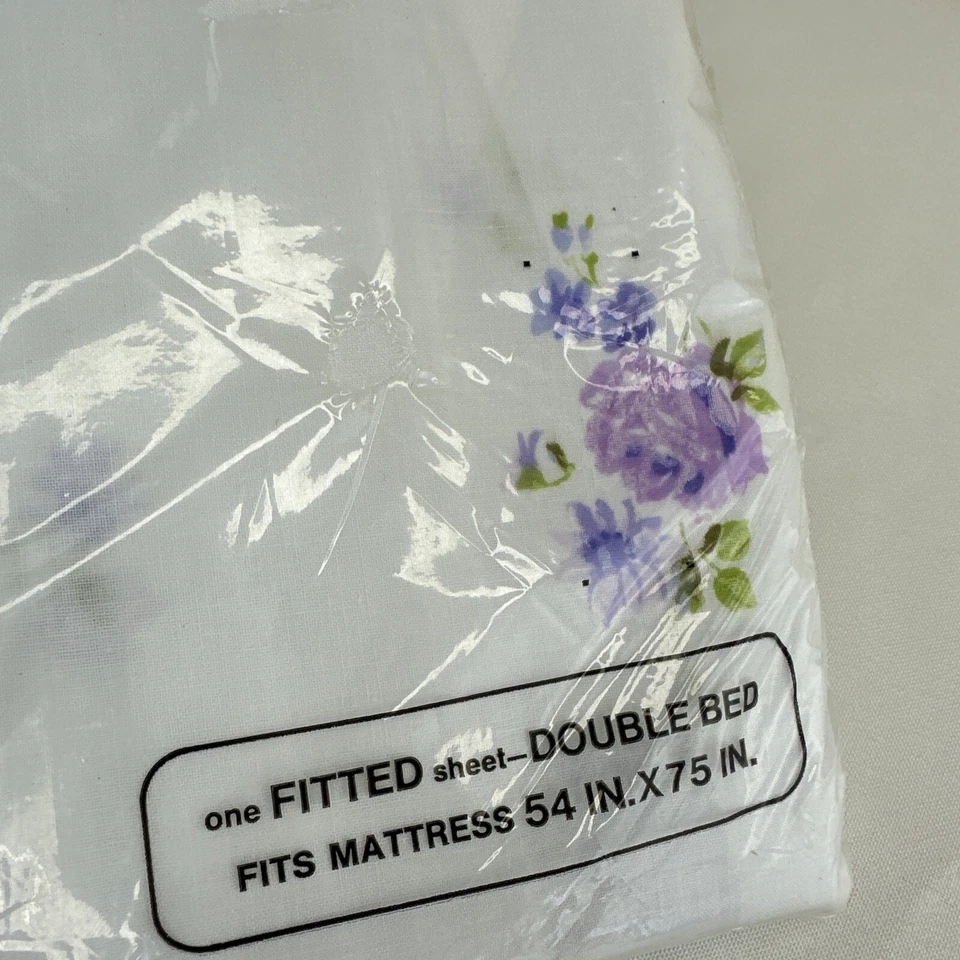 one FITTED sheet–DOUBLE BED
FITS MATTRESS 54 IN.X75 IN.